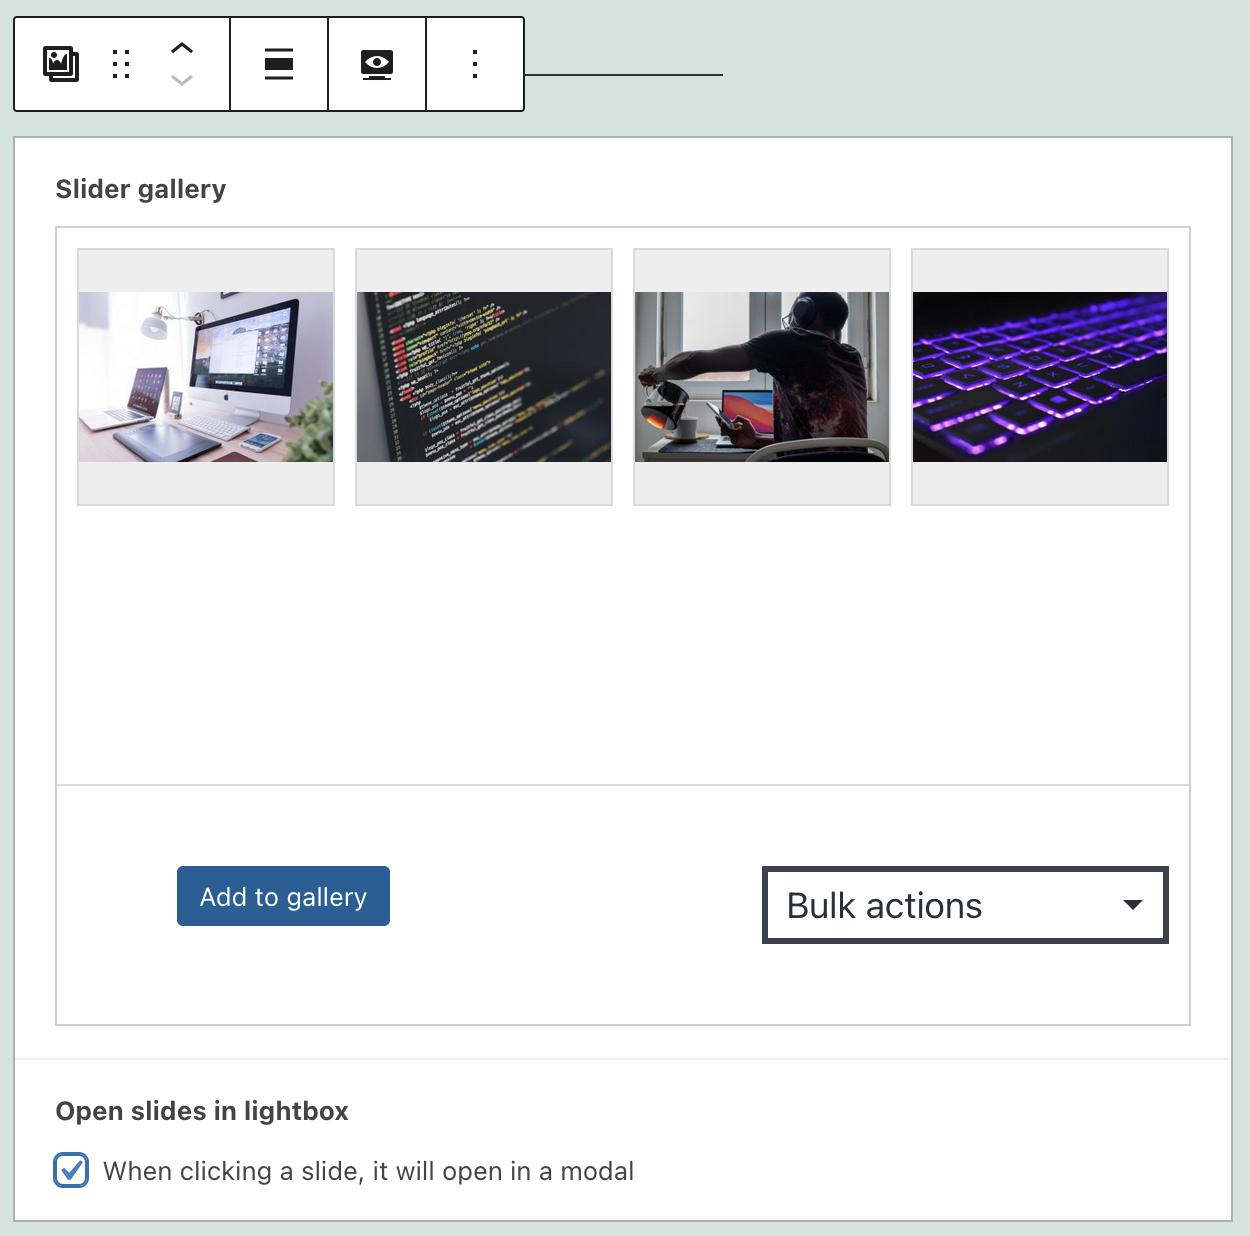 Slider gallery
Add to gallery
Bulk actions
Open slides in lightbox
When clicking a slide, it will open in a modal